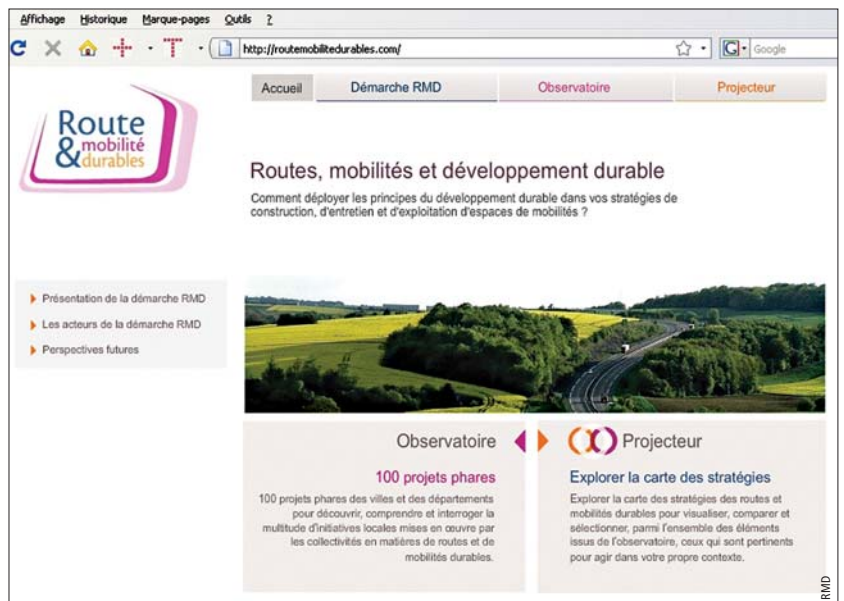 Affichage Historique Marque-pages Outils ?
http://routemobilitedurables.com/
Google
Accueil Démarche RMD Observatoire Projecteur
Route
& mobilité
durables
Routes, mobilités et développement durable
Comment déployer les principes du développement durable dans vos stratégies de
construction, d'entretien et d'exploitation d'espaces de mobilités ?
Présentation de la démarche RMD
Les acteurs de la démarche RMD
Perspectives futures
Observatoire
100 projets phares
100 projets phares des villes et des départements
pour découvrir, comprendre et interroger la
multitude d'initiatives locales mises en œuvre par
les collectivités en matières de routes et de
mobilités durables.
Projecteur
Explorer la carte des stratégies
Explorer la carte des stratégies des routes et
mobilités durables pour visualiser, comparer et
sélectionner, parmi l'ensemble des éléments
issus de l'observatoire, ceux qui sont pertinents
pour agir dans votre propre contexte.
RMD